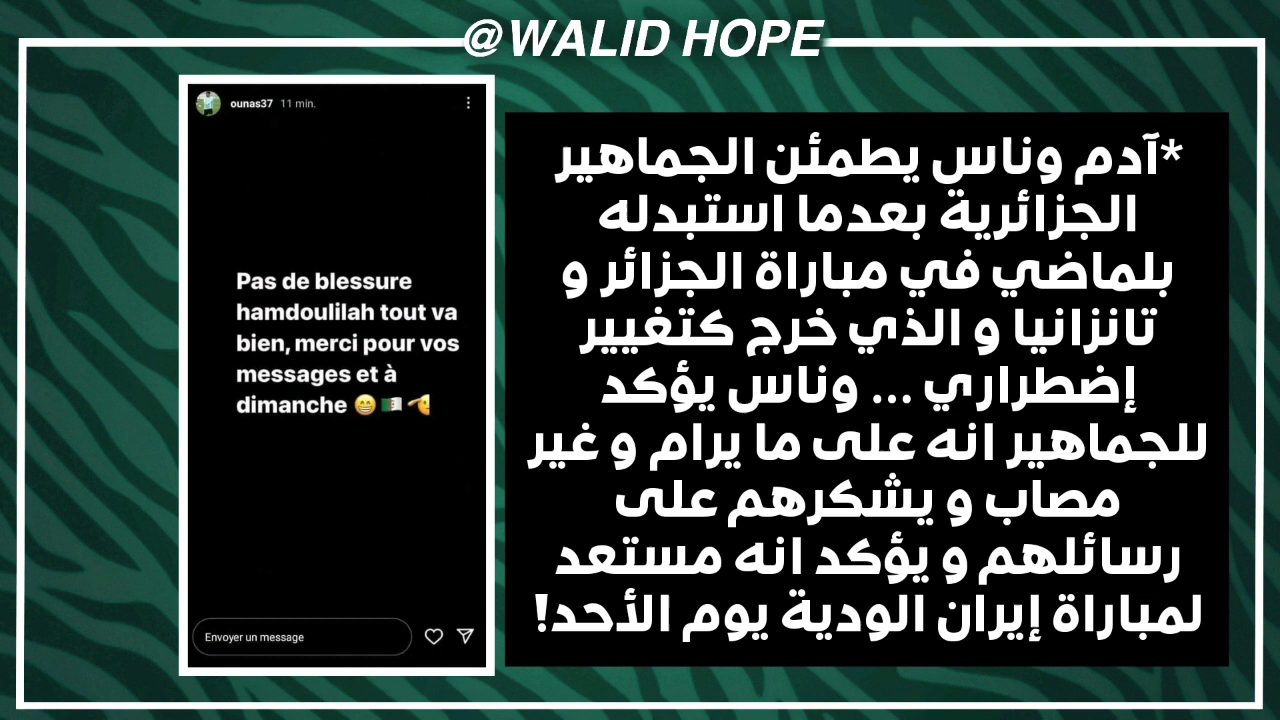 @WALID HOPE
ounas37 11 min.
Pas de blessure
hamdoulilah tout va
bien, merci pour vos
messages et à
dimanche 😁🇩🇿🫡
Envoyer un message
*آدم وناس يطمئن الجماهير
الجزائرية بعدما استبدله
بلماضي في مباراة الجزائر و
تانزانيا و الذي خرج كتغيير
إضطراري ... وناس يؤكد
للجماهير انه على ما يرام و غير
مصاب و يشكرهم على
رسائلهم و يؤكد انه مستعد
لمباراة إيران الودية يوم الأحد!